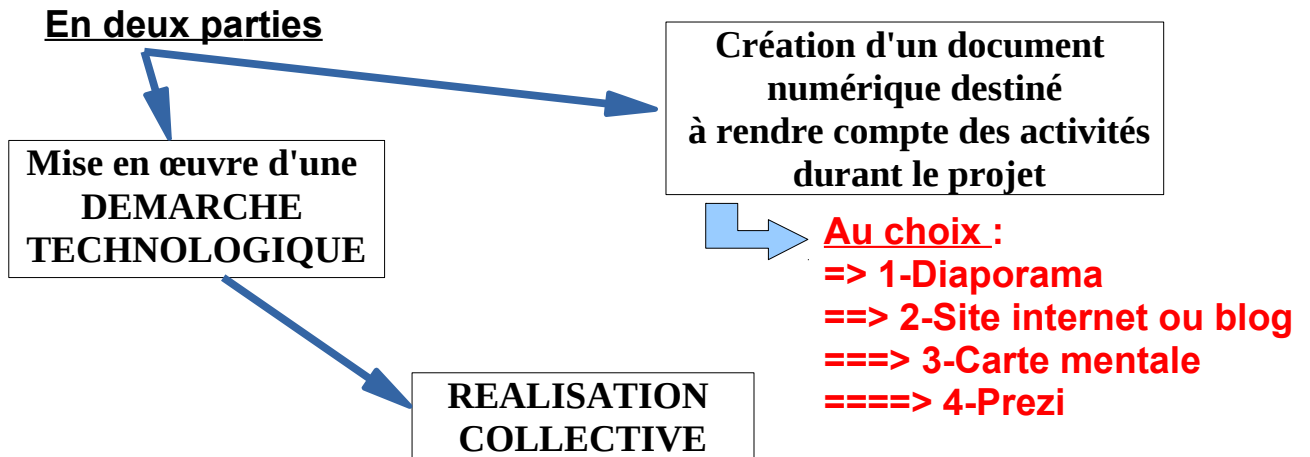 En deux parties
Création d'un document
numérique destiné
à rendre compte des activités
durant le projet
Mise en œuvre d'une
DEMARCHE
TECHNOLOGIQUE
Au choix :
=> 1-Diaporama
==> 2-Site internet ou blog
===> 3-Carte mentale
====> 4-Prezi
REALISATION
COLLECTIVE